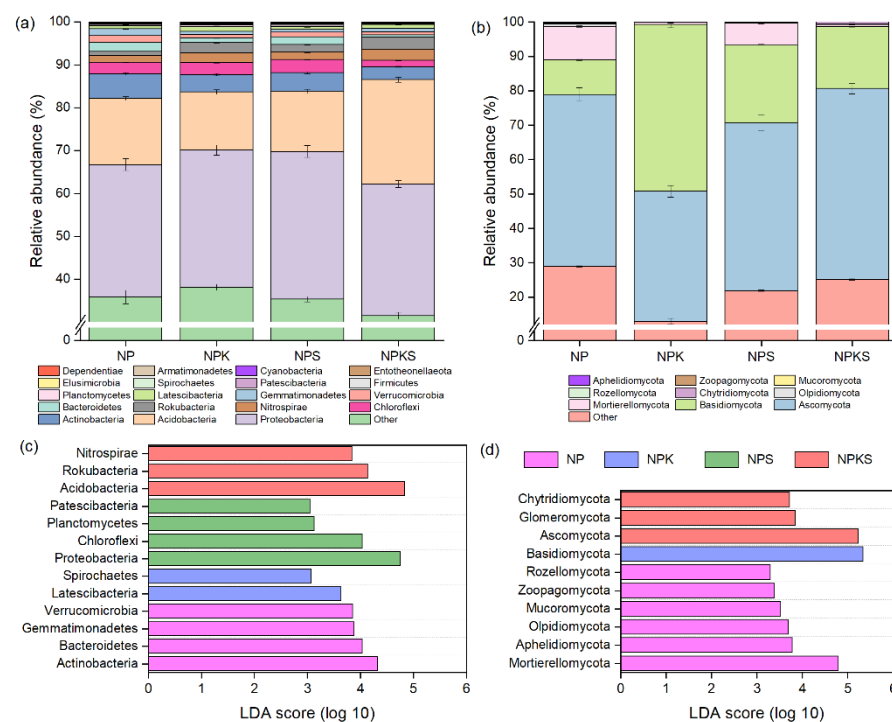 (a)
Relative abundance (%)
100
90
80
70
60
50
40
0
NP NPK NPS NPKS
Dependentiae Armatimonadetes Cyanobacteria Entotheonellaeota
Elusimicrobia Spirochaetes Patescibacteria Firmicutes
Planctomycetes Latescibacteria Gemmatimonadetes Verrucomicrobia
Bacteroidetes Rokubacteria Nitrospirae Chloroflexi
Actinobacteria Acidobacteria Proteobacteria Other
(b)
Relative abundance (%)
100
90
80
70
60
50
40
30
20
0
NP NPK NPS NPKS
Aphelidiomycota Zoopagomycota Mucoromycota
Rozellomycota Chytridiomycota Olpidiomycota
Mortierellomycota Basidiomycota Ascomycota
Other
(c)
Nitrospirae
Rokubacteria
Acidobacteria
Patescibacteria
Planctomycetes
Chloroflexi
Proteobacteria
Spirochaetes
Latescibacteria
Verrucomicrobia
Gemmatimonadetes
Bacteroidetes
Actinobacteria
0 1 2 3 4 5 6
LDA score (log 10)
(d)
NP NPK NPS NPKS
Chytridiomycota
Glomeromycota
Ascomycota
Basidiomycota
Rozellomycota
Zoopagomycota
Mucoromycota
Olpidiomycota
Aphelidiomycota
Mortierellomycota
0 1 2 3 4 5 6
LDA score (log 10)